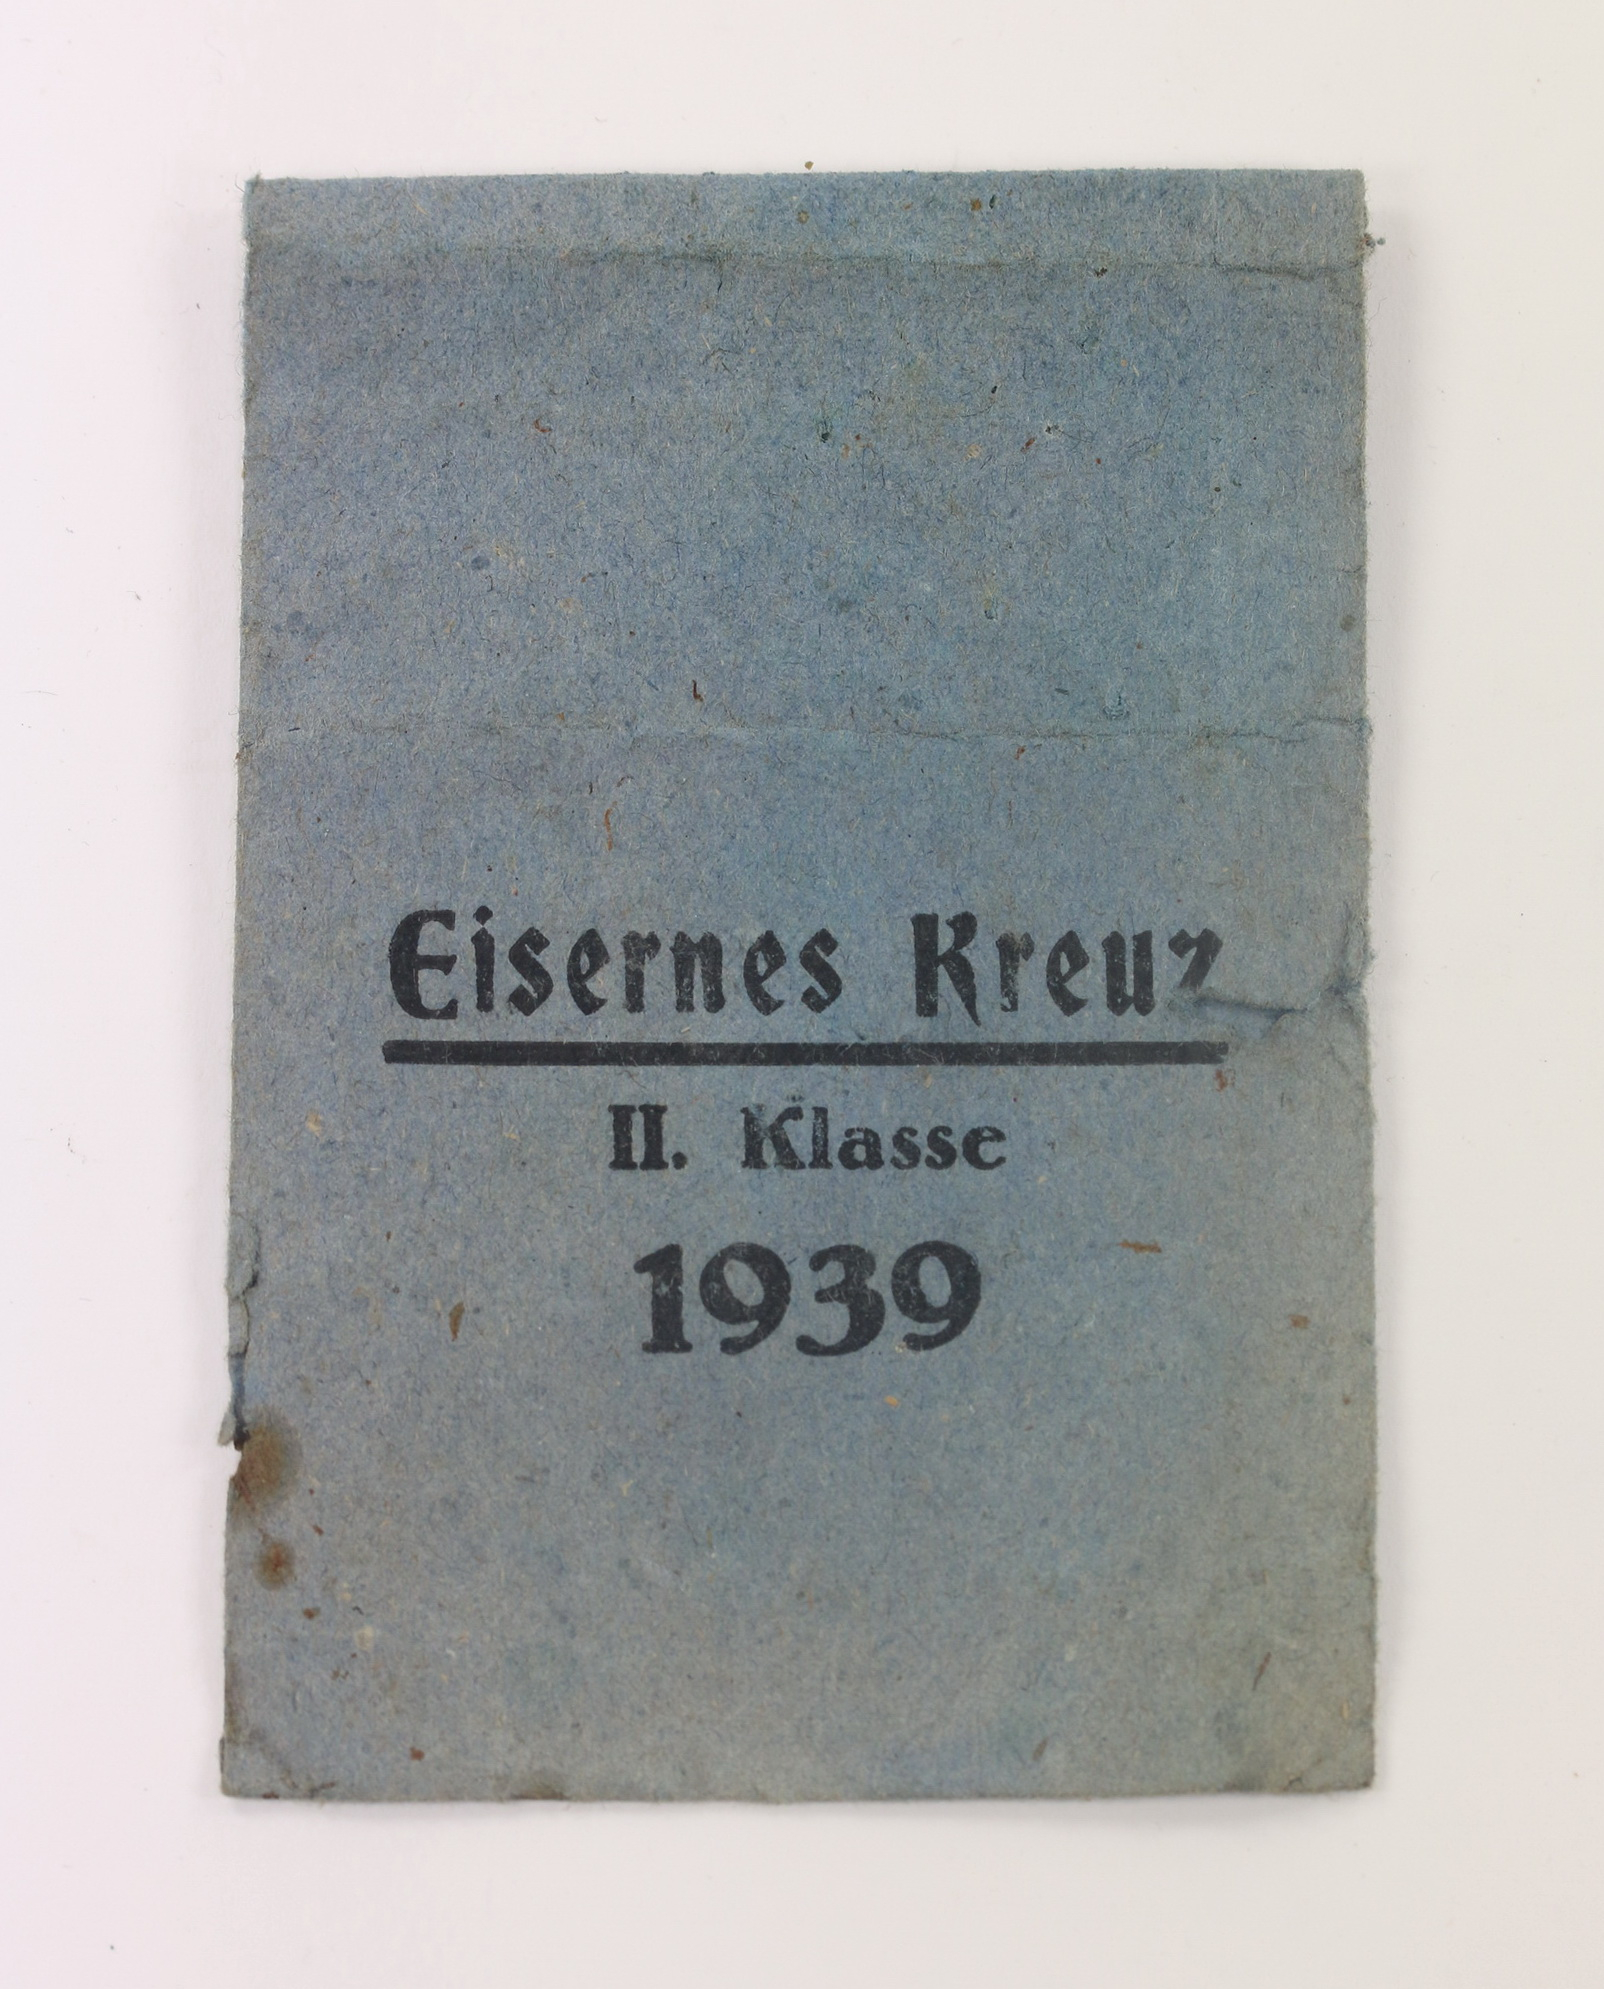 Eisernes Kreuz
II. Klasse
1939